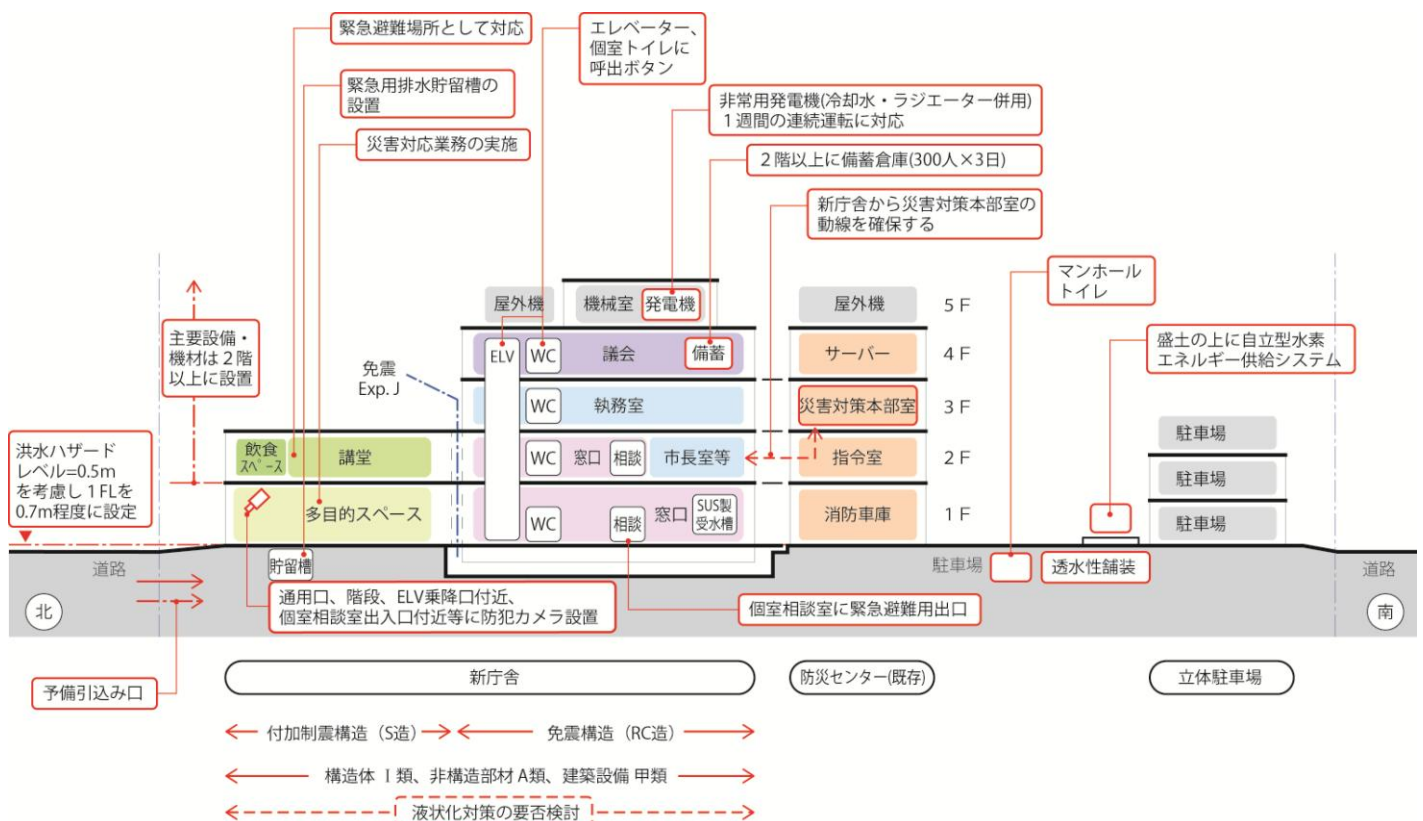 緊急避難場所として対応
エレベーター、
個室トイレに
呼出ボタン
緊急用排水貯留槽の
設置
非常用発電機(冷却水・ラジエーター併用)
1週間の連続運転に対応
災害対応業務の実施
2階以上に備蓄倉庫(300人×3日)
新庁舎から災害対策本部室の
動線を確保する
マンホール
トイレ
屋外機
機械室
発電機
屋外機
5F
主要設備・
機材は2階
以上に設置
免震
Exp. J
ELV
WC
議会
備蓄
サーバー
4F
盛土の上に自立型水素
エネルギー供給システム
WC
執務室
災害対策本部室
3F
洪水ハザード
レベル=0.5m
を考慮し1FLを
0.7m程度に設定
飲食
スペース
講堂
WC
窓口
相談
市長室等
指令室
2F
駐車場
駐車場
多目的スペース
WC
相談
窓口
SUS製
受水槽
消防車庫
1F
駐車場
道路
貯留槽
駐車場
透水性舗装
道路
北
通用口、階段、ELV乗降口付近、
個室相談室出入口付近等に防犯カメラ設置
個室相談室に緊急避難用出口
南
予備引込み口
新庁舎
防災センター(既存)
立体駐車場
付加制震構造（S造）
免震構造（RC造）
構造体 Ⅰ類、非構造部材 A類、建築設備 甲類
液状化対策の要否検討